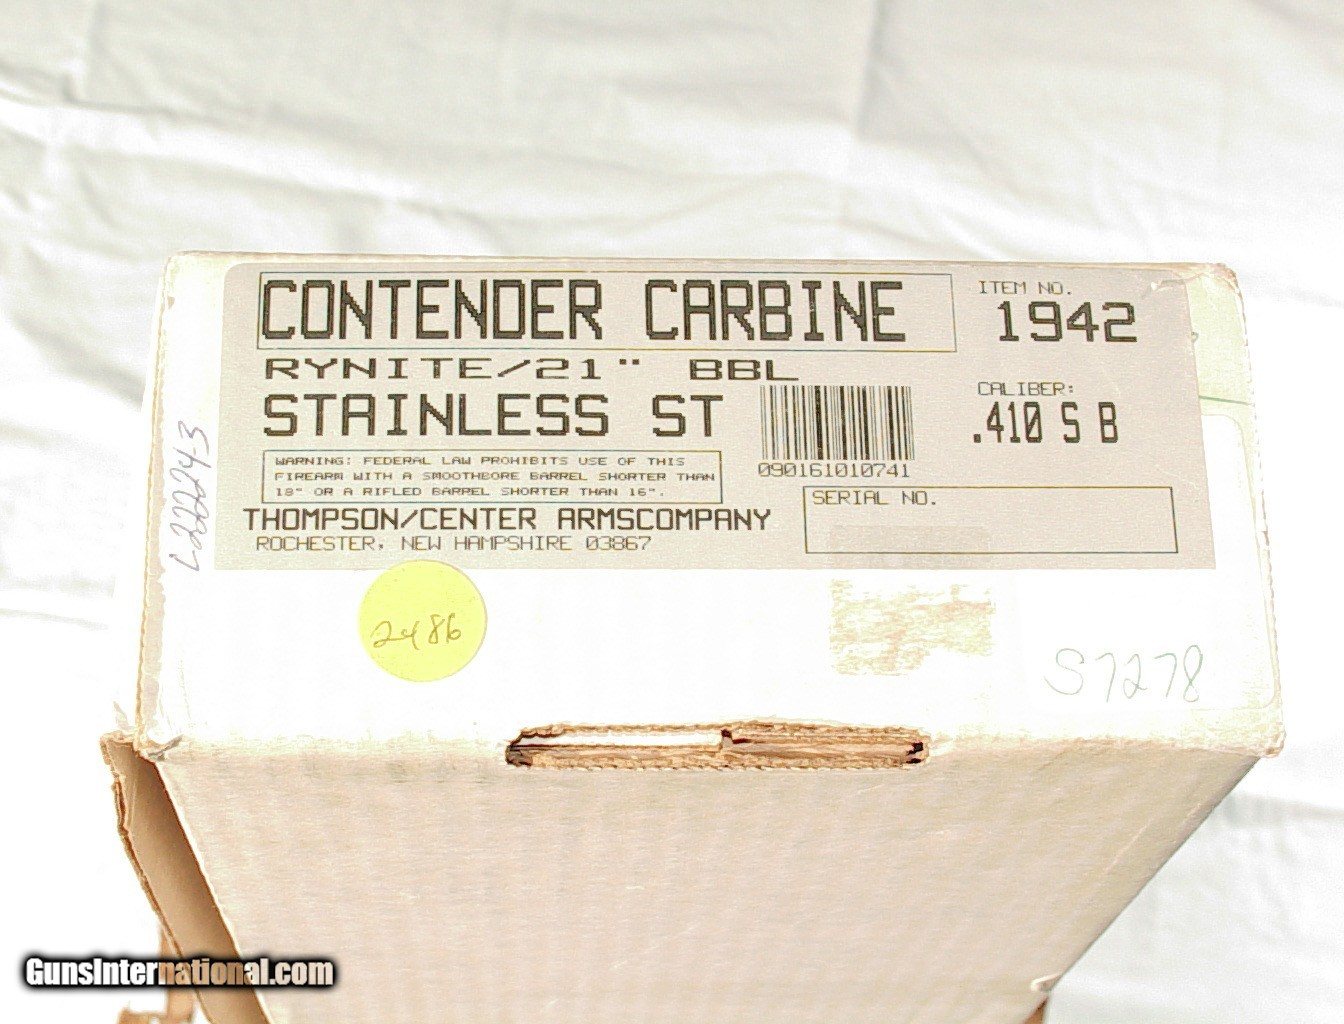 CONTENDER CARBINE
ITEM NO.
1942
RYNITE/21" BBL
STAINLESS ST
CALIBER:
.410 S B
090161010741
WARNING: FEDERAL LAW PROHIBITS USE OF THIS
FIREARM WITH A SMOOTHBORE BARREL SHORTER THAN
18" OR A RIFLED BARREL SHORTER THAN 16".
SERIAL NO.
THOMPSON/CENTER ARMSCOMPANY
ROCHESTER, NEW HAMPSHIRE 03867
L-222243
2486
S7278
GunsInternational.com